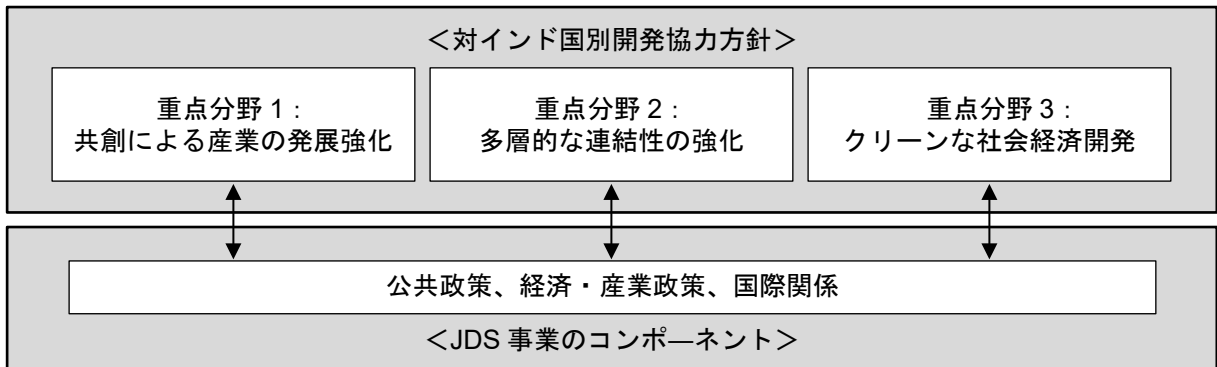 ＜対インド国別開発協力方針＞
重点分野 1：
共創による産業の発展強化
重点分野 2：
多層的な連結性の強化
重点分野 3：
クリーンな社会経済開発
公共政策、経済・産業政策、国際関係
＜JDS 事業のコンポ―ネント＞